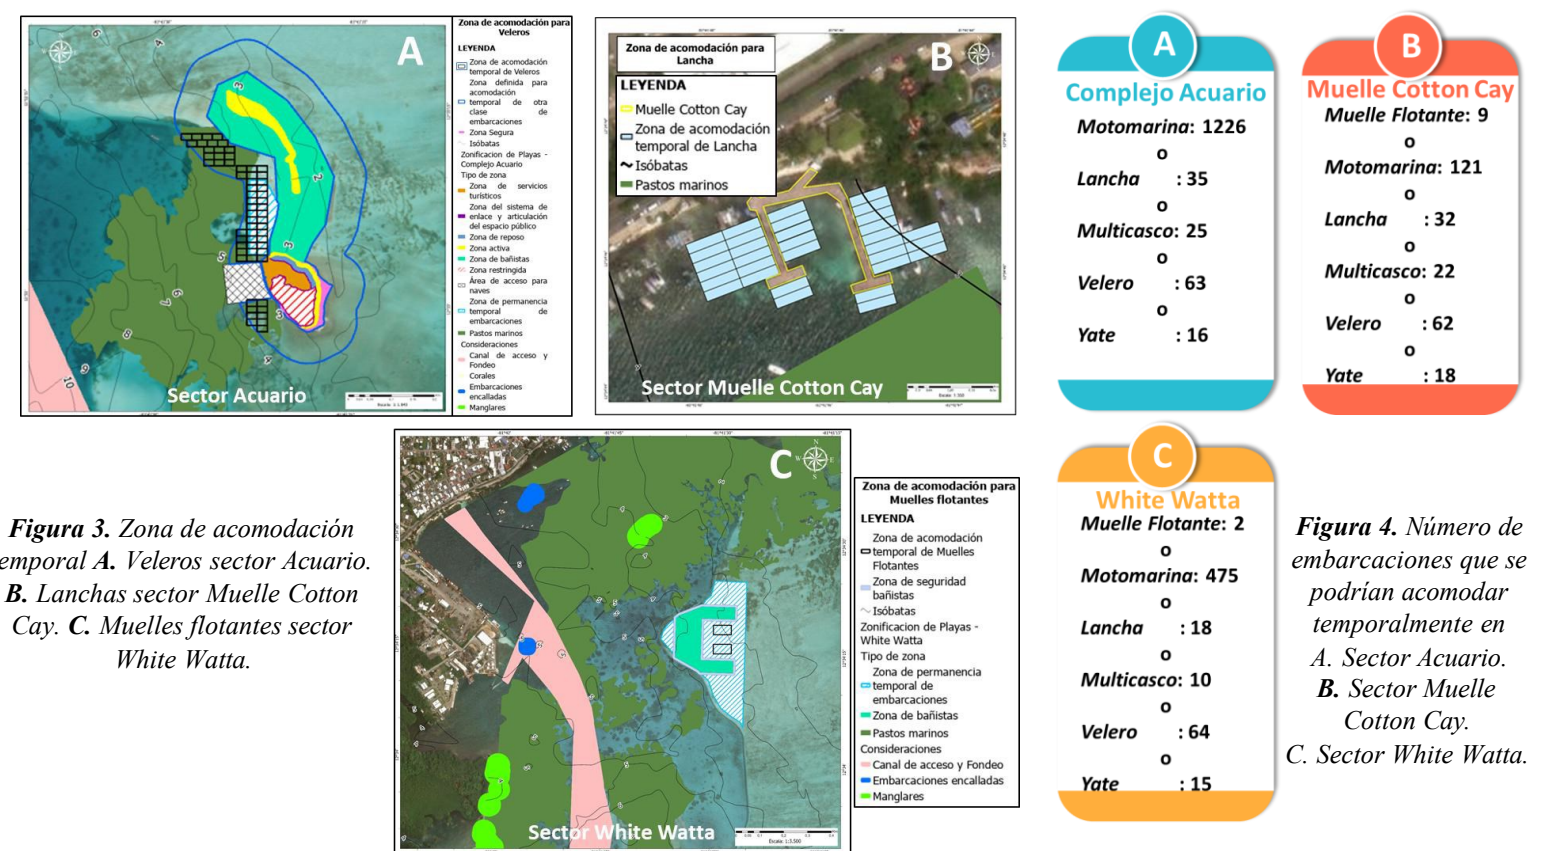 Zona de acomodación para
Veleros
LEYENDA
Zona de acomodación
temporal de Veleros
Zona definida para
acomodación
temporal de otra
clase de
embarcaciones
Zona Segura
Isóbatas
Zonificacion de Playas -
Complejo Acuario
Tipo de zona
Zona de servicios
turísticos
Zona del sistema de
enlace y articulación
del espacio público
Zona de reposo
Zona activa
Zona de bañistas
Zona restringida
Área de acceso para
naves
Zona de permanencia
temporal de
embarcaciones
Pastos marinos
Consideraciones
Canal de acceso y
Fondeo
Corales
Embarcaciones
encalladas
Manglares
A
Sector Acuario
Zona de acomodación para
Lancha
LEYENDA
Muelle Cotton Cay
Zona de acomodación
temporal de Lancha
Isóbatas
Pastos marinos
B
Sector Muelle Cotton Cay
A
Complejo Acuario
Motomarina: 1226
o
Lancha : 35
o
Multicasco: 25
o
Velero : 63
o
Yate : 16
B
Muelle Cotton Cay
Muelle Flotante: 9
o
Motomarina: 121
o
Lancha : 32
o
Multicasco: 22
o
Velero : 62
o
Yate : 18
Figura 3. Zona de acomodación
emporal A. Veleros sector Acuario.
B. Lanchas sector Muelle Cotton
Cay. C. Muelles flotantes sector
White Watta.
C
Sector White Watta
Escala: 1:3,500
Zona de acomodación para
Muelles flotantes
LEYENDA
Zona de acomodación
temporal de Muelles
Flotantes
Zona de seguridad
bañistas
Isóbatas
Zonificacion de Playas -
White Watta
Tipo de zona
Zona de permanencia
temporal de
embarcaciones
Zona de bañistas
Pastos marinos
Consideraciones
Canal de acceso y Fondeo
Embarcaciones encalladas
Manglares
C
White Watta
Muelle Flotante: 2
o
Motomarina: 475
o
Lancha : 18
o
Multicasco: 10
o
Velero : 64
o
Yate : 15
Figura 4. Número de
embarcaciones que se
podrían acomodar
temporalmente en
A. Sector Acuario.
B. Sector Muelle
Cotton Cay.
C. Sector White Watta.